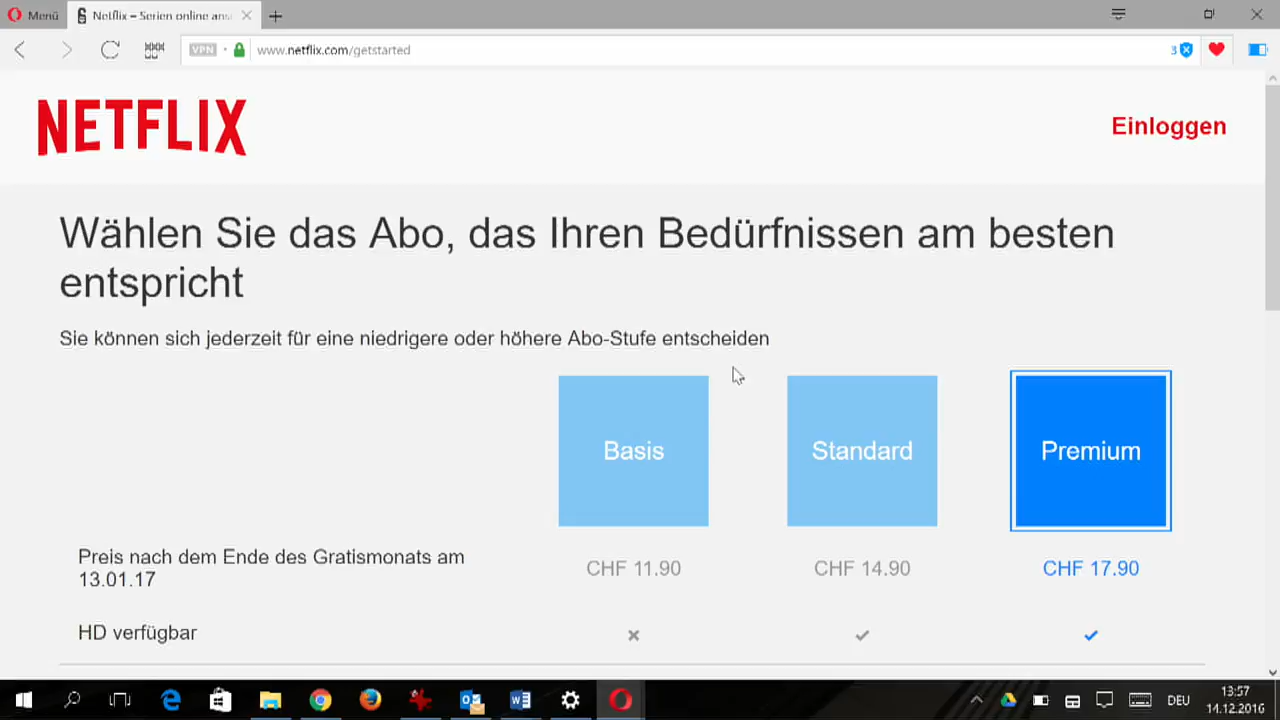 Menü
Netflix – Serien online ans
VPN
www.netflix.com/getstarted
3
NETFLIX
Einloggen
Wählen Sie das Abo, das Ihren Bedürfnissen am besten
entspricht
Sie können sich jederzeit für eine niedrigere oder höhere Abo-Stufe entscheiden
Basis
Standard
Premium
Preis nach dem Ende des Gratismonats am
13.01.17
CHF 11.90
CHF 14.90
CHF 17.90
HD verfügbar
DEU
13:57
14.12.2016